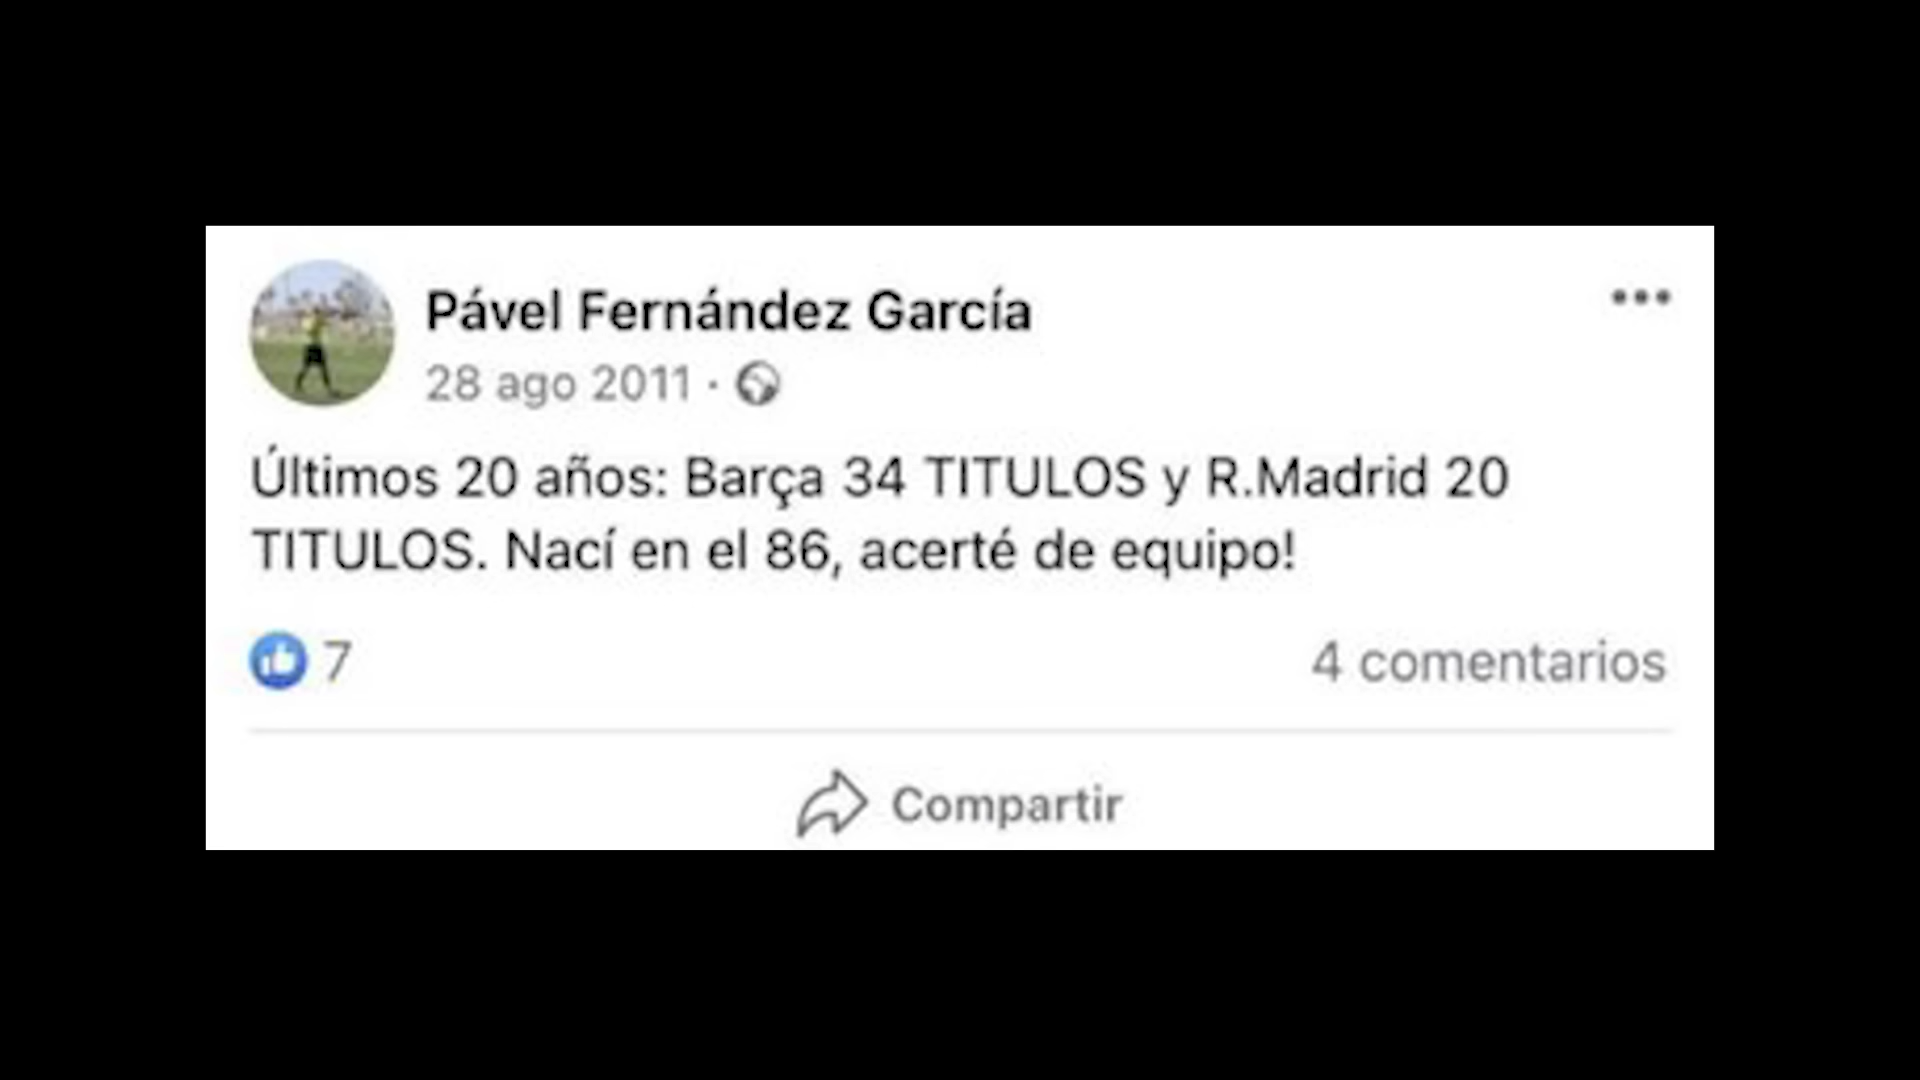 Pável Fernández García
28 ago 2011 ·
Últimos 20 años: Barça 34 TITULOS y R.Madrid 20
TITULOS. Nací en el 86, acerté de equipo!
7
4 comentarios
Compartir